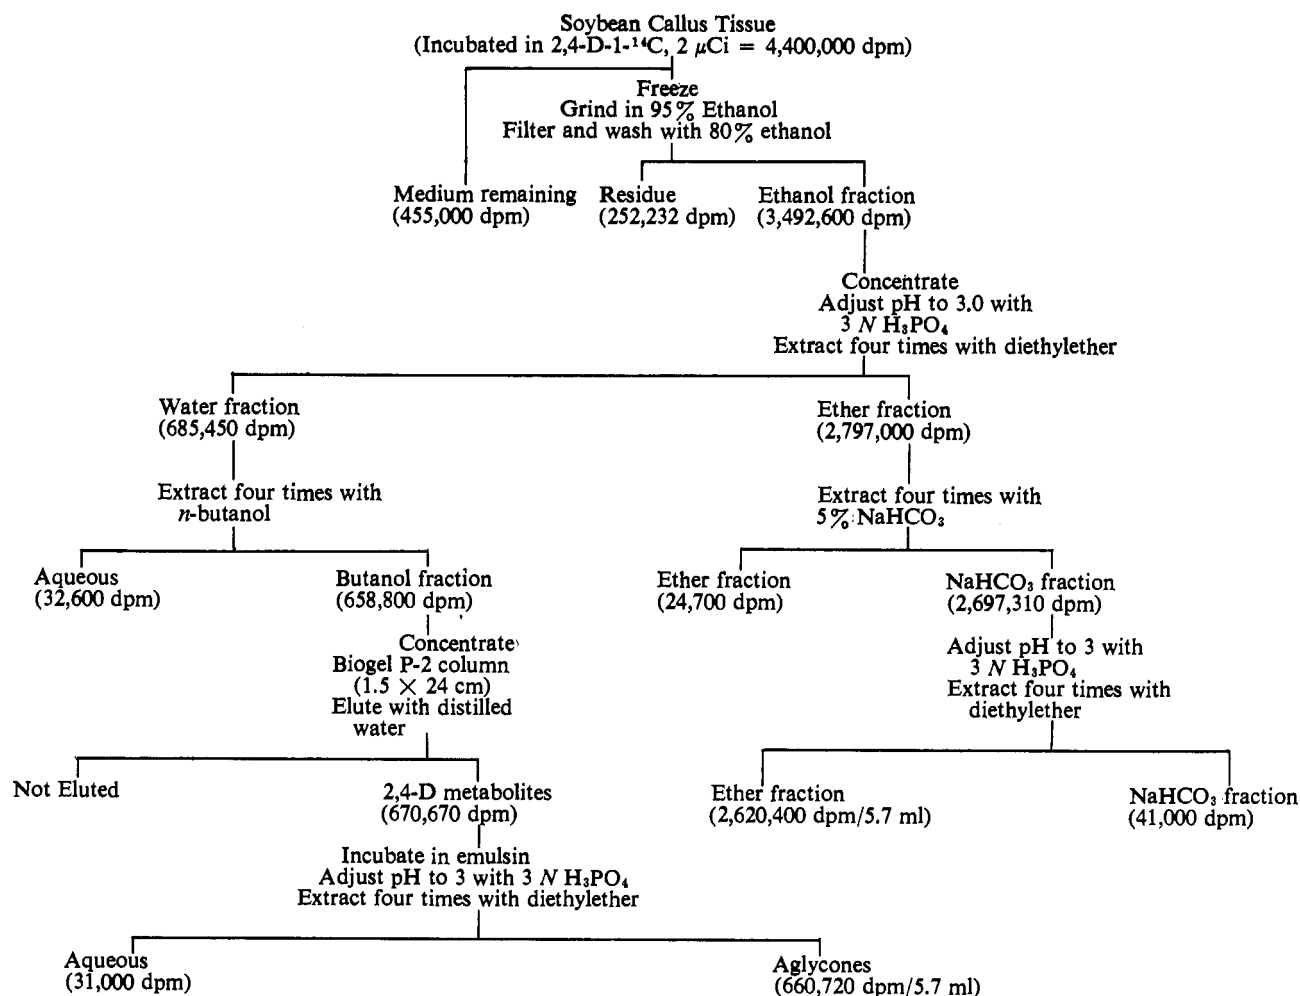 Soybean Callus Tissue
(Incubated in 2,4-D-1-¹⁴C, 2 μCi = 4,400,000 dpm)
Freeze
Grind in 95% Ethanol
Filter and wash with 80% ethanol
Medium remaining
(455,000 dpm)
Residue
(252,232 dpm)
Ethanol fraction
(3,492,600 dpm)
Concentrate
Adjust pH to 3.0 with
3 N H₃PO₄
Extract four times with diethylether
Water fraction
(685,450 dpm)
Ether fraction
(2,797,000 dpm)
Extract four times with
n-butanol
Extract four times with
5% NaHCO₃
Aqueous
(32,600 dpm)
Butanol fraction
(658,800 dpm)
Ether fraction
(24,700 dpm)
NaHCO₃ fraction
(2,697,310 dpm)
Concentrate
Biogel P-2 column
(1.5 × 24 cm)
Elute with distilled
water
Adjust pH to 3 with
3 N H₃PO₄
Extract four times with
diethylether
Not Eluted
2,4-D metabolites
(670,670 dpm)
Ether fraction
(2,620,400 dpm/5.7 ml)
NaHCO₃ fraction
(41,000 dpm)
Incubate in emulsin
Adjust pH to 3 with 3 N H₃PO₄
Extract four times with diethylether
Aqueous
(31,000 dpm)
Aglycones
(660,720 dpm/5.7 ml)